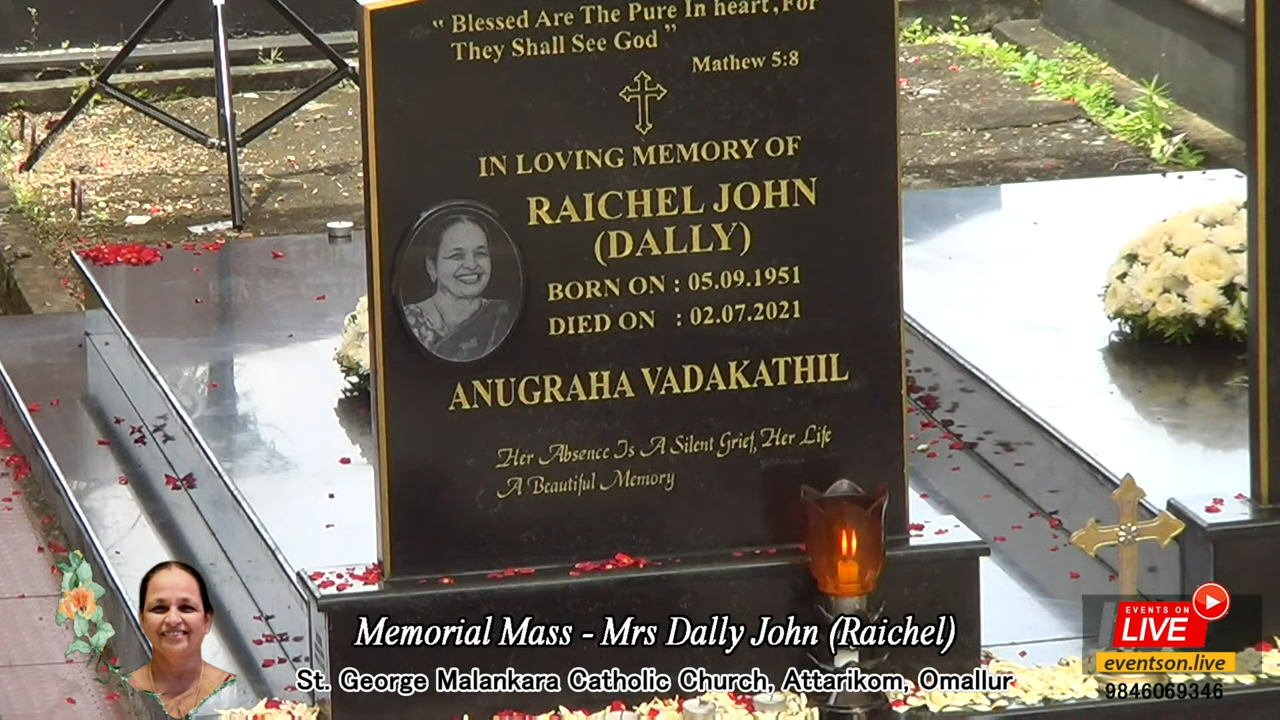 “ Blessed Are The Pure In heart, For
They Shall See God ”
Mathew 5:8
IN LOVING MEMORY OF
RAICHEL JOHN
(DALLY)
BORN ON : 05.09.1951
DIED ON : 02.07.2021
ANUGRAHA VADAKATHIL
Her Absence Is A Silent Grief, Her Life
A Beautiful Memory
Memorial Mass - Mrs Dally John (Raichel)
St. George Malankara Catholic Church, Attarikom, Omallur
EVENTS ON
LIVE
eventson.live
9846069346